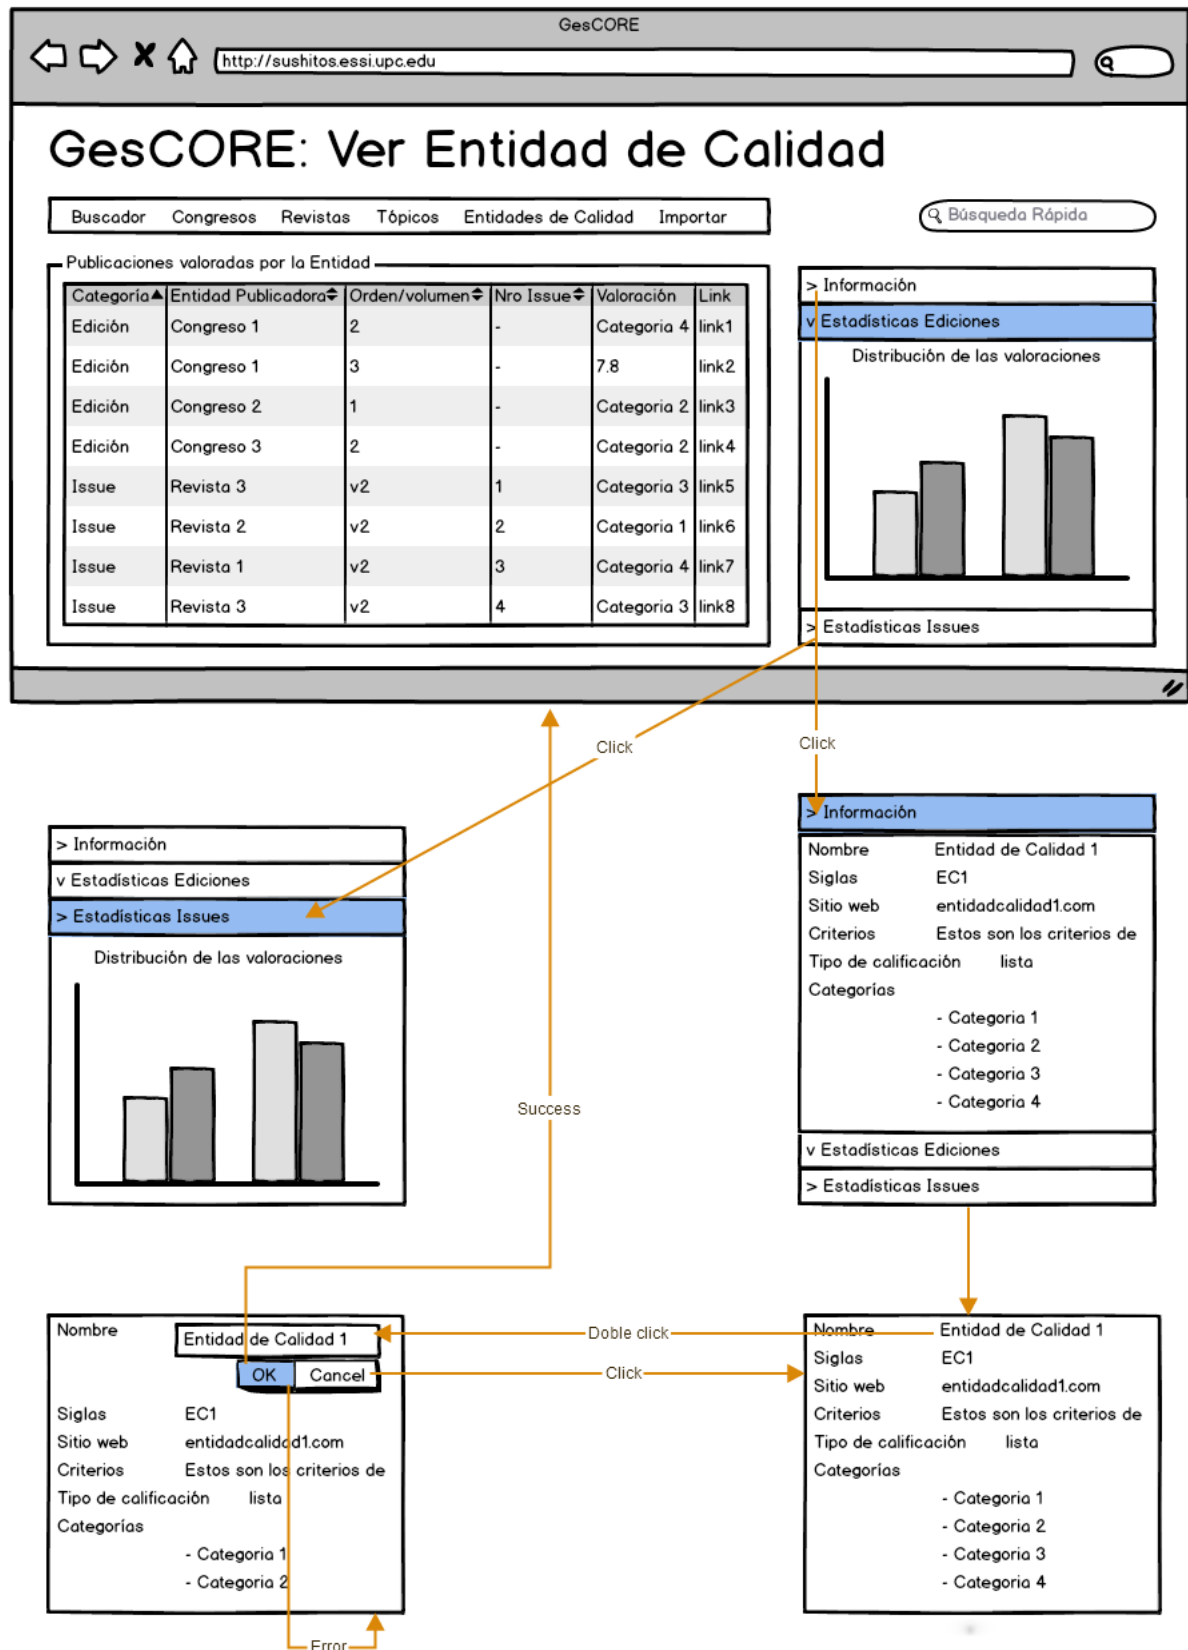 GesCORE
http://sushitos.essi.upc.edu
GesCORE: Ver Entidad de Calidad
Buscador Congresos Revistas Tópicos Entidades de Calidad Importar
Búsqueda Rápida
Publicaciones valoradas por la Entidad
Categoría Entidad Publicadora Orden/volumen Nro Issue Valoración Link
Edición Congreso 1 2 - Categoria 4 link1
Edición Congreso 1 3 - 7.8 link2
Edición Congreso 2 1 - Categoria 2 link3
Edición Congreso 3 2 - Categoria 2 link4
Issue Revista 3 v2 1 Categoria 3 link5
Issue Revista 2 v2 2 Categoria 1 link6
Issue Revista 1 v2 3 Categoria 4 link7
Issue Revista 3 v2 4 Categoria 3 link8
> Información
v Estadísticas Ediciones
Distribución de las valoraciones
> Estadísticas Issues
Click
Click
> Información
v Estadísticas Ediciones
> Estadísticas Issues
Distribución de las valoraciones
> Información
Nombre Entidad de Calidad 1
Siglas EC1
Sitio web entidadcalidad1.com
Criterios Estos son los criterios de
Tipo de calificación lista
Categorías
- Categoria 1
- Categoria 2
- Categoria 3
- Categoria 4
v Estadísticas Ediciones
> Estadísticas Issues
Success
Nombre Entidad de Calidad 1
OK Cancel
Siglas EC1
Sitio web entidadcalidad1.com
Criterios Estos son los criterios de
Tipo de calificación lista
Categorías
- Categoria 1
- Categoria 2
Error
Doble click
Click
Nombre Entidad de Calidad 1
Siglas EC1
Sitio web entidadcalidad1.com
Criterios Estos son los criterios de
Tipo de calificación lista
Categorías
- Categoria 1
- Categoria 2
- Categoria 3
- Categoria 4